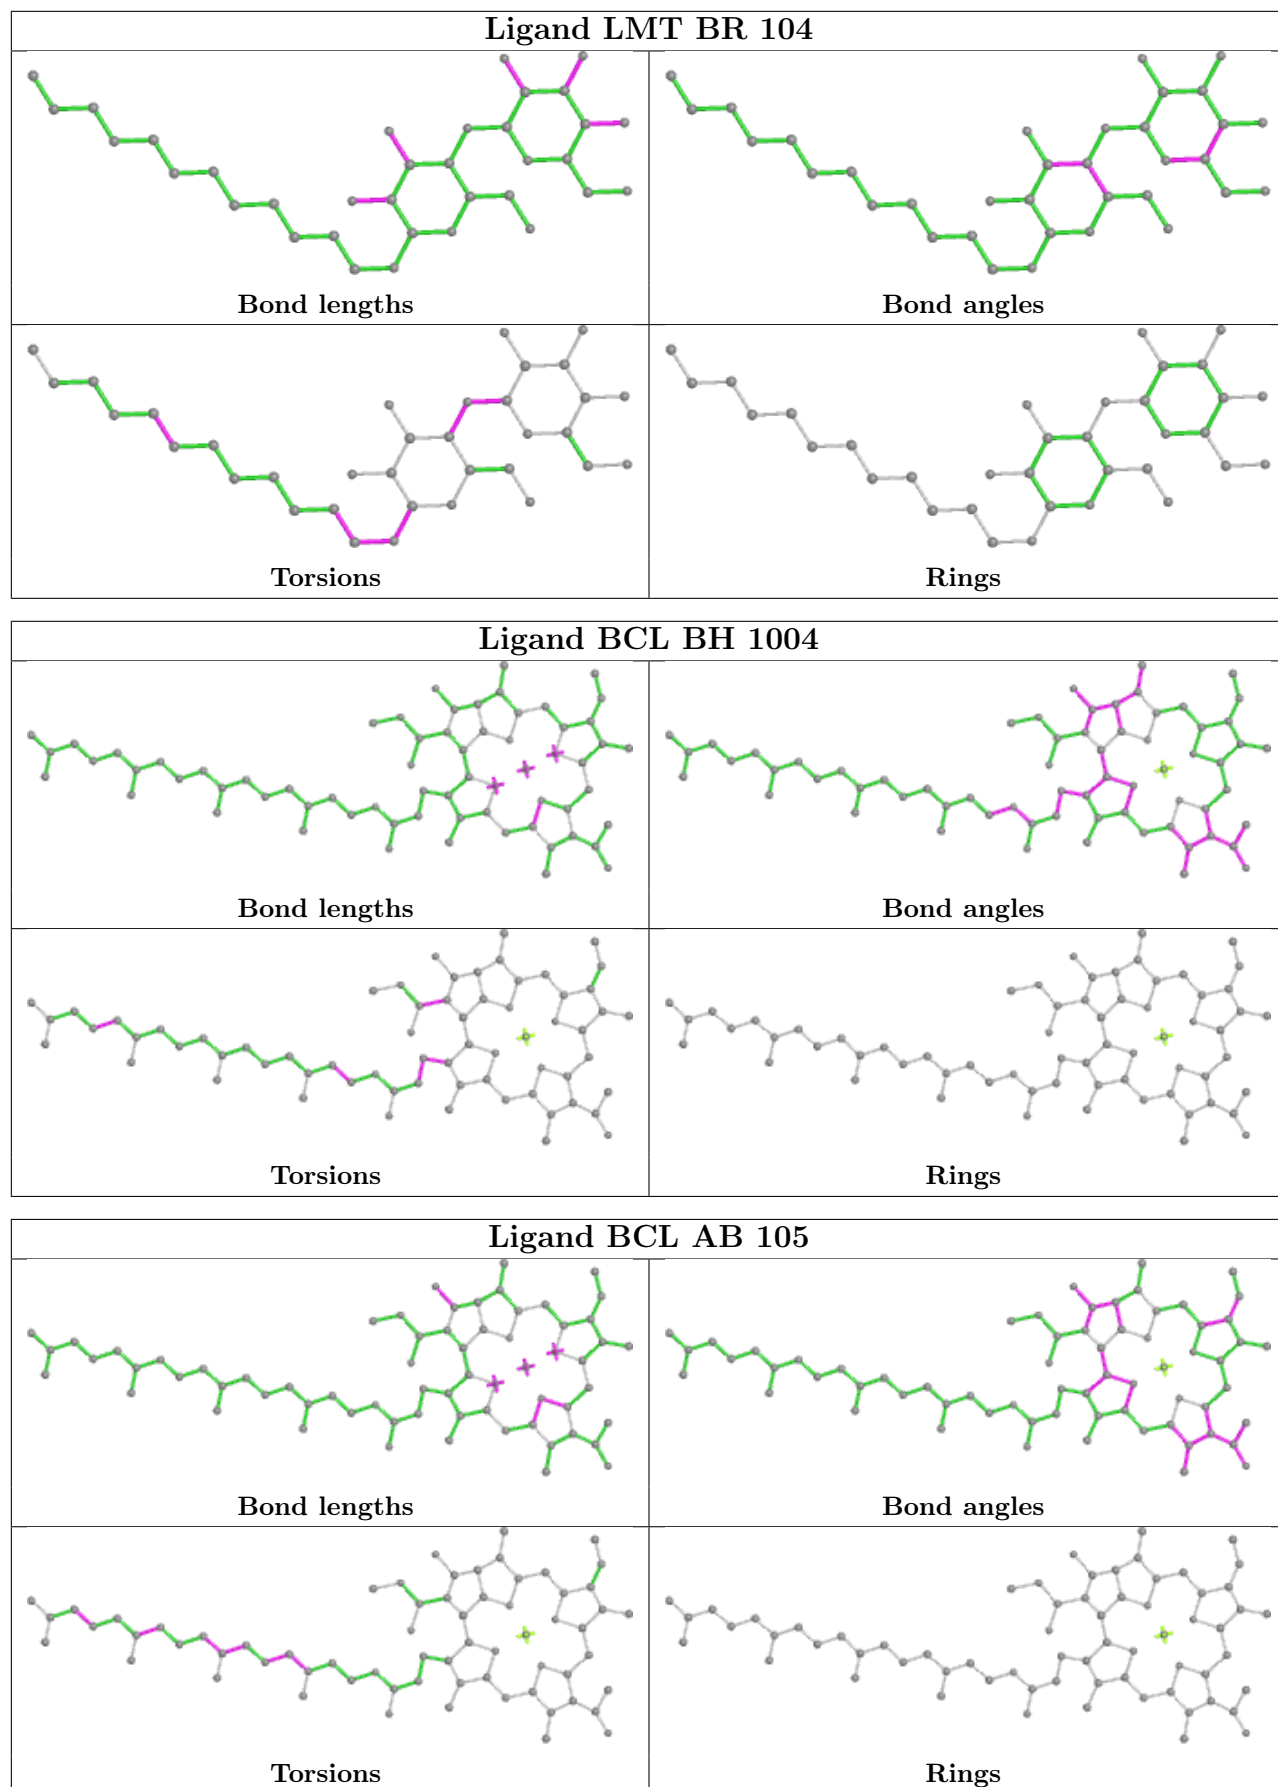 Ligand LMT BR 104
Bond lengths
Bond angles
Torsions
Rings
Ligand BCL BH 1004
Bond lengths
Bond angles
Torsions
Rings
Ligand BCL AB 105
Bond lengths
Bond angles
Torsions
Rings